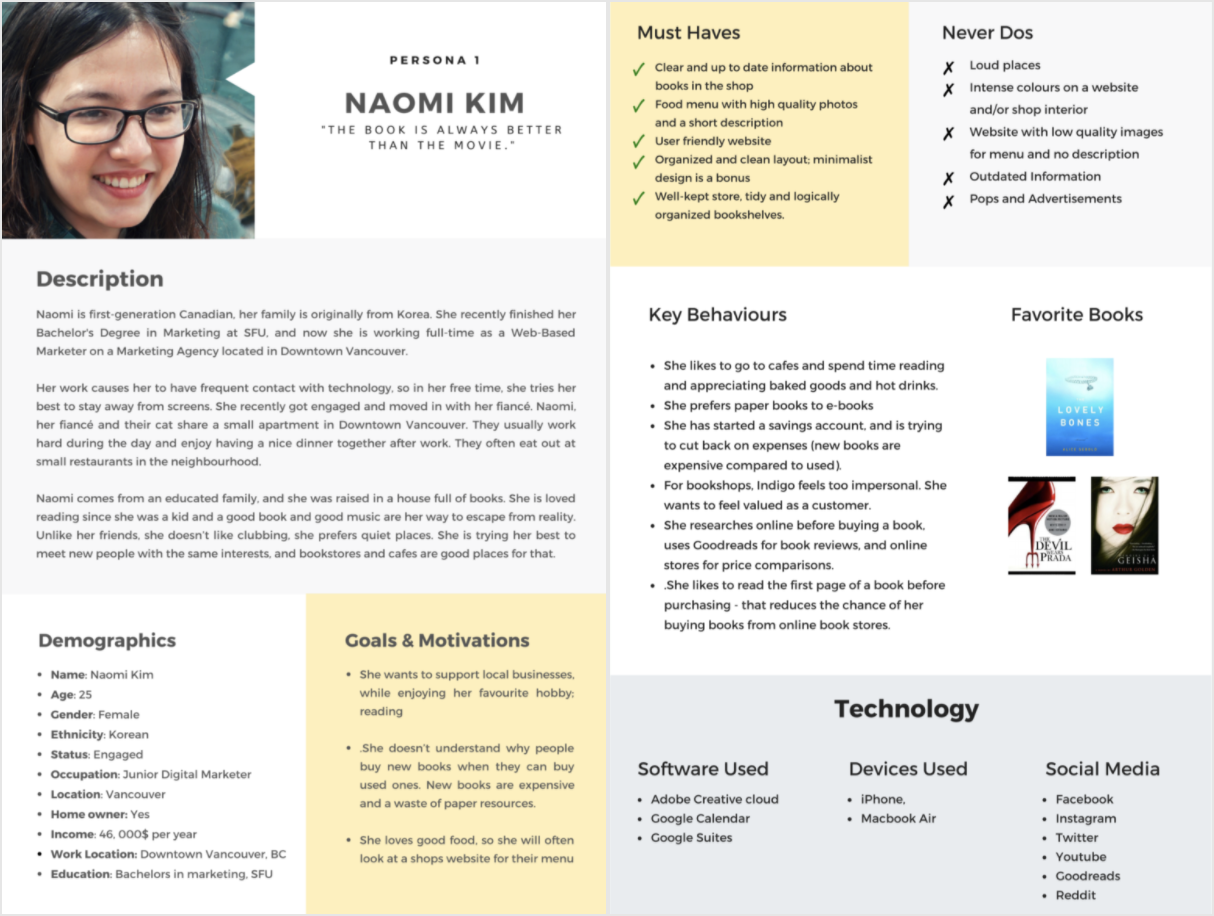 PERSONA 1
NAOMI KIM
"THE BOOK IS ALWAYS BETTER
THAN THE MOVIE."
Description
Naomi is first-generation Canadian, her family is originally from Korea. She recently finished her
Bachelor's Degree in Marketing at SFU, and now she is working full-time as a Web-Based
Marketer on a Marketing Agency located in Downtown Vancouver.
Her work causes her to have frequent contact with technology, so in her free time, she tries her
best to stay away from screens. She recently got engaged and moved in with her fiancé. Naomi,
her fiancé and their cat share a small apartment in Downtown Vancouver. They usually work
hard during the day and enjoy having a nice dinner together after work. They often eat out at
small restaurants in the neighbourhood.
Naomi comes from an educated family, and she was raised in a house full of books. She is loved
reading since she was a kid and a good book and good music are her way to escape from reality.
Unlike her friends, she doesn't like clubbing, she prefers quiet places. She is trying her best to
meet new people with the same interests, and bookstores and cafes are good places for that.
Demographics
• Name: Naomi Kim
• Age: 25
• Gender: Female
• Ethnicity: Korean
• Status: Engaged
• Occupation: Junior Digital Marketer
• Location: Vancouver
• Home owner: Yes
• Income: 46, 000$ per year
• Work Location: Downtown Vancouver, BC
• Education: Bachelors in marketing, SFU
Goals & Motivations
• She wants to support local businesses,
while enjoying her favourite hobby:
reading
• .She doesn't understand why people
buy new books when they can buy
used ones. New books are expensive
and a waste of paper resources.
• She loves good food, so she will often
look at a shops website for their menu
Must Haves
✓ Clear and up to date information about
books in the shop
✓ Food menu with high quality photos
and a short description
✓ User friendly website
✓ Organized and clean layout; minimalist
design is a bonus
✓ Well-kept store, tidy and logically
organized bookshelves.
Never Dos
✗ Loud places
✗ Intense colours on a website
and/or shop interior
✗ Website with low quality images
for menu and no description
✗ Outdated Information
✗ Pops and Advertisements
Key Behaviours
• She likes to go to cafes and spend time reading
and appreciating baked goods and hot drinks.
• She prefers paper books to e-books
• She has started a savings account, and is trying
to cut back on expenses (new books are
expensive compared to used).
• For bookshops, Indigo feels too impersonal. She
wants to feel valued as a customer.
• She researches online before buying a book,
uses Goodreads for book reviews, and online
stores for price comparisons.
• .She likes to read the first page of a book before
purchasing - that reduces the chance of her
buying books from online book stores.
Favorite Books
LOVELY
BONES
THE
DEVIL
PRADA
GEISHA
Technology
Software Used
• Adobe Creative cloud
• Google Calendar
• Google Suites
Devices Used
• iPhone,
• Macbook Air
Social Media
• Facebook
• Instagram
• Twitter
• Youtube
• Goodreads
• Reddit